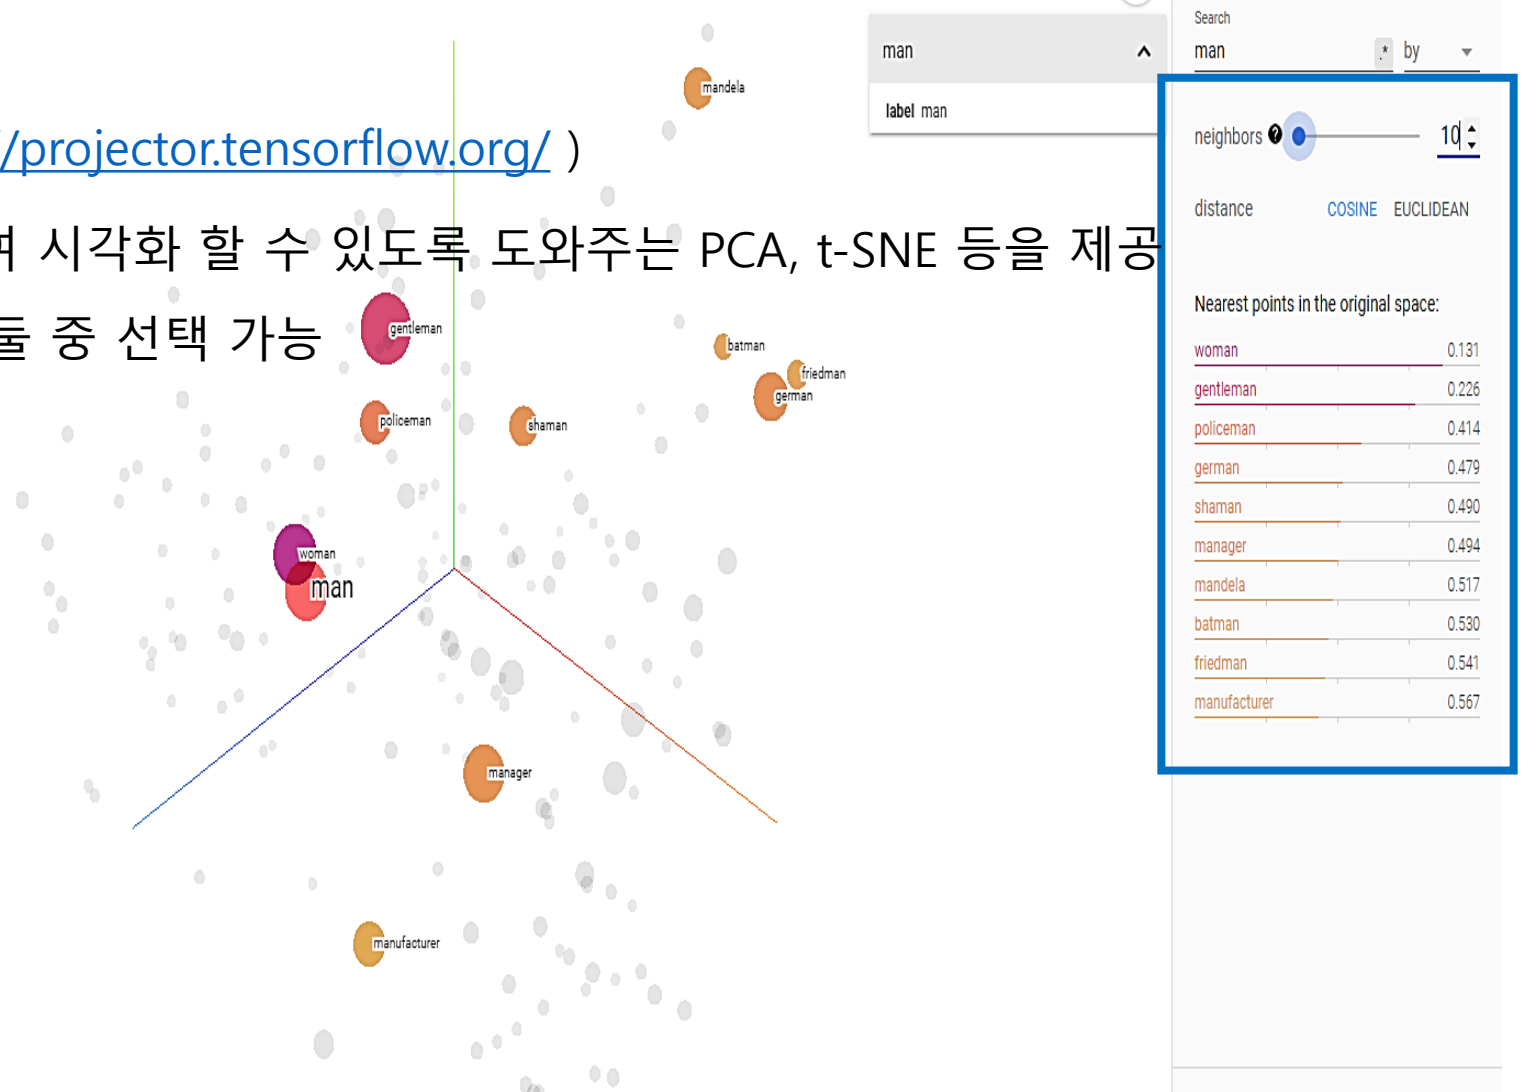 /projector.tensorflow.org/ )
시각화 할 수 있도록 도와주는 PCA, t-SNE 등을 제공
둘 중 선택 가능
mandela
gentleman
batman
friedman
german
policeman
shaman
woman
man
manager
manufacturer
man
label man
Search
man .* by
neighbors ? 10
distance COSINE EUCLIDEAN
Nearest points in the original space:
woman 0.131
gentleman 0.226
policeman 0.414
german 0.479
shaman 0.490
manager 0.494
mandela 0.517
batman 0.530
friedman 0.541
manufacturer 0.567